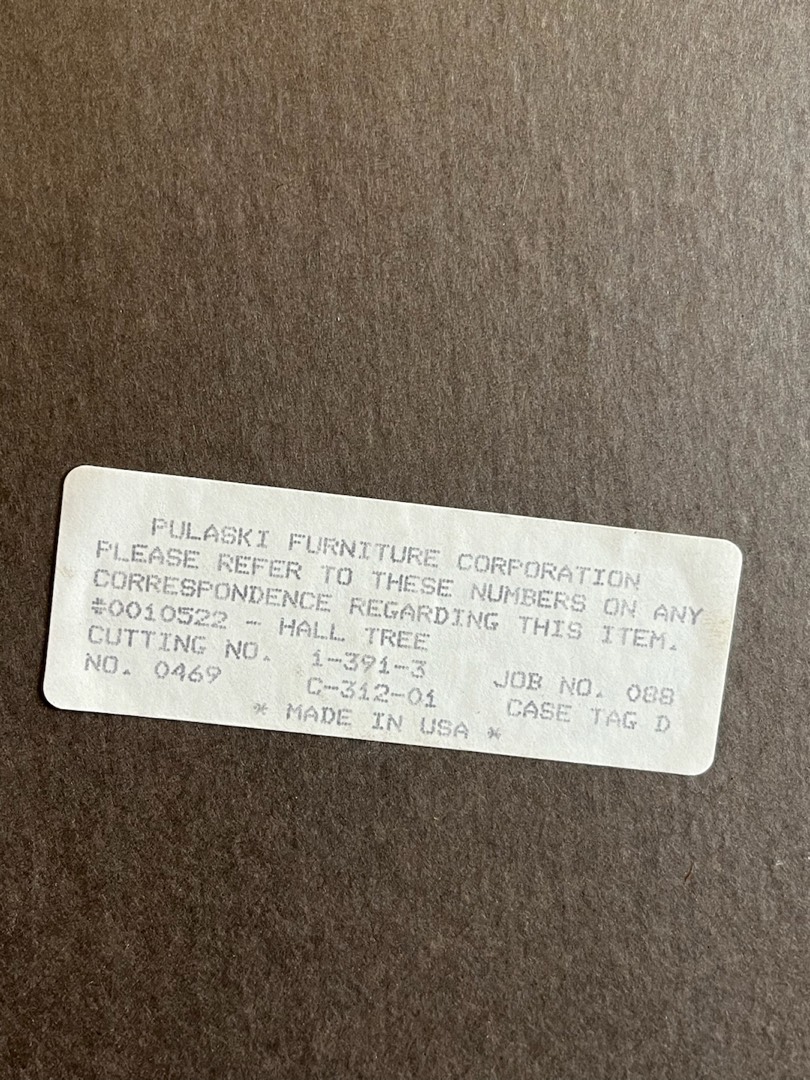 PULASKI FURNITURE CORPORATION
PLEASE REFER TO THESE NUMBERS ON ANY
CORRESPONDENCE REGARDING THIS ITEM.
#0010522 - HALL TREE
CUTTING NO. 1-391-3 JOB NO. 088
NO. 0469 C-312-01 CASE TAG D
* MADE IN USA *